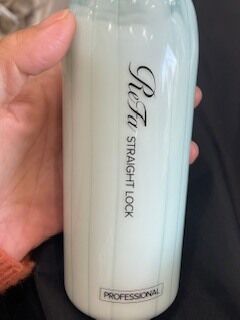 ReFa STRAIGHT LOCK
PROFESSIONAL